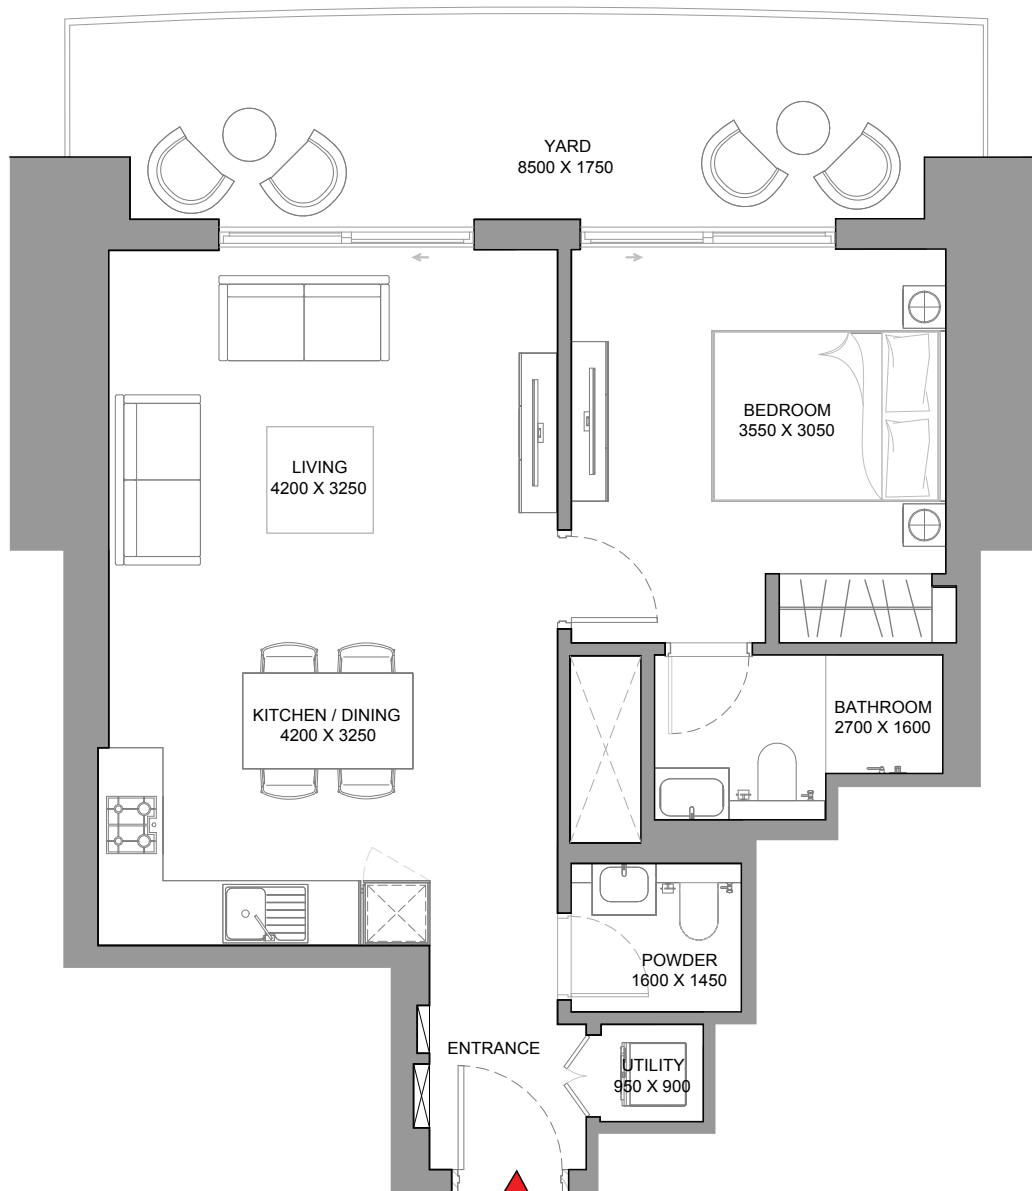 YARD
8500 X 1750
BEDROOM
3550 X 3050
LIVING
4200 X 3250
KITCHEN / DINING
4200 X 3250
BATHROOM
2700 X 1600
POWDER
1600 X 1450
ENTRANCE
UTILITY
950 X 900